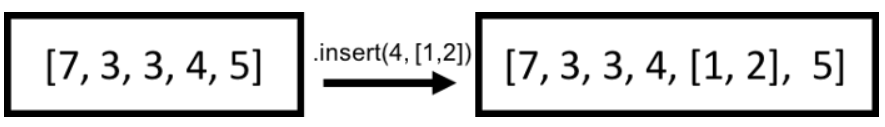 [7, 3, 3, 4, 5]
.insert(4, [1,2])
[7, 3, 3, 4, [1, 2], 5]